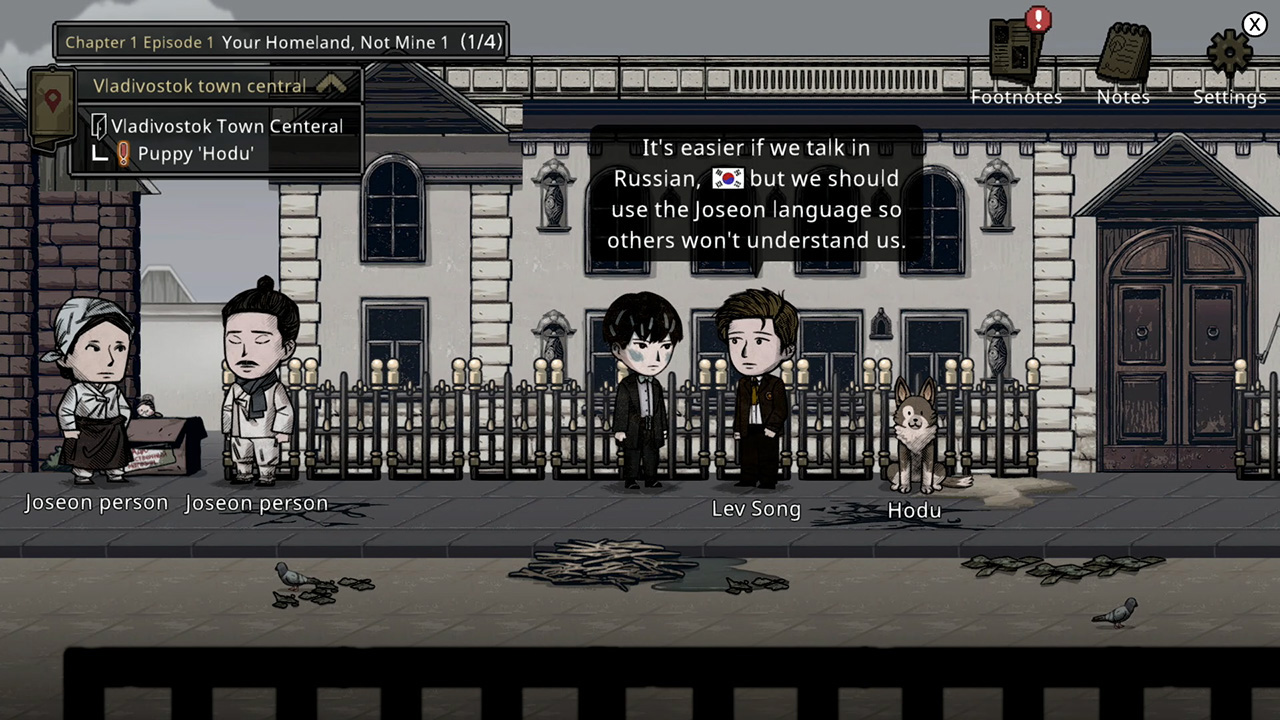 Chapter 1 Episode 1 Your Homeland, Not Mine 1 (1/4)
Vladivostok town central
Vladivostok Town Centeral
Puppy 'Hodu'
Footnotes
Notes
Settings
It's easier if we talk in
Russian, but we should
use the Joseon language so
others won't understand us.
Joseon person
Joseon person
Lev Song
Hodu